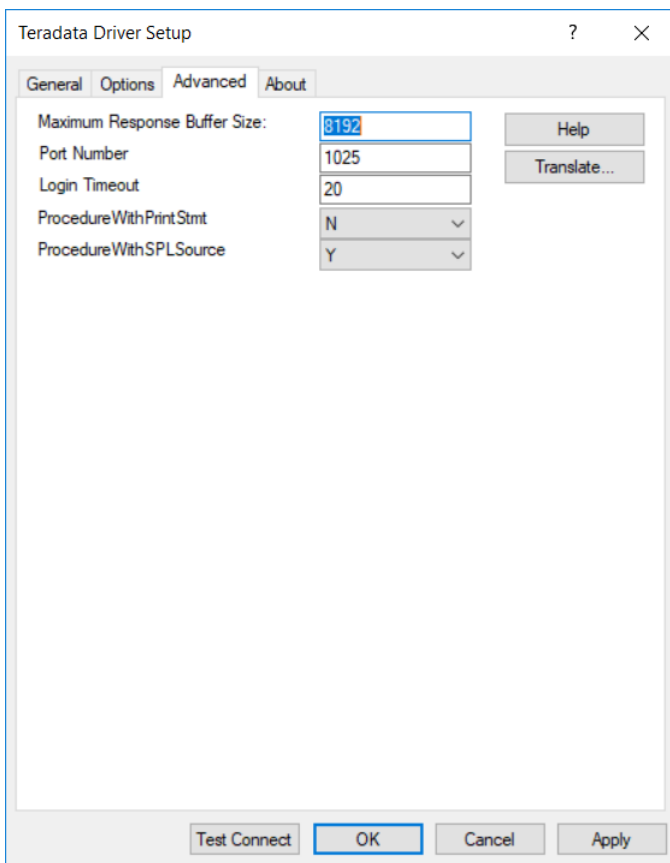 Teradata Driver Setup ?
General Options Advanced About
Maximum Response Buffer Size: 8192 Help
Port Number 1025 Translate...
Login Timeout 20
ProcedureWithPrintStmt N
ProcedureWithSPLSource Y
Test Connect OK Cancel Apply